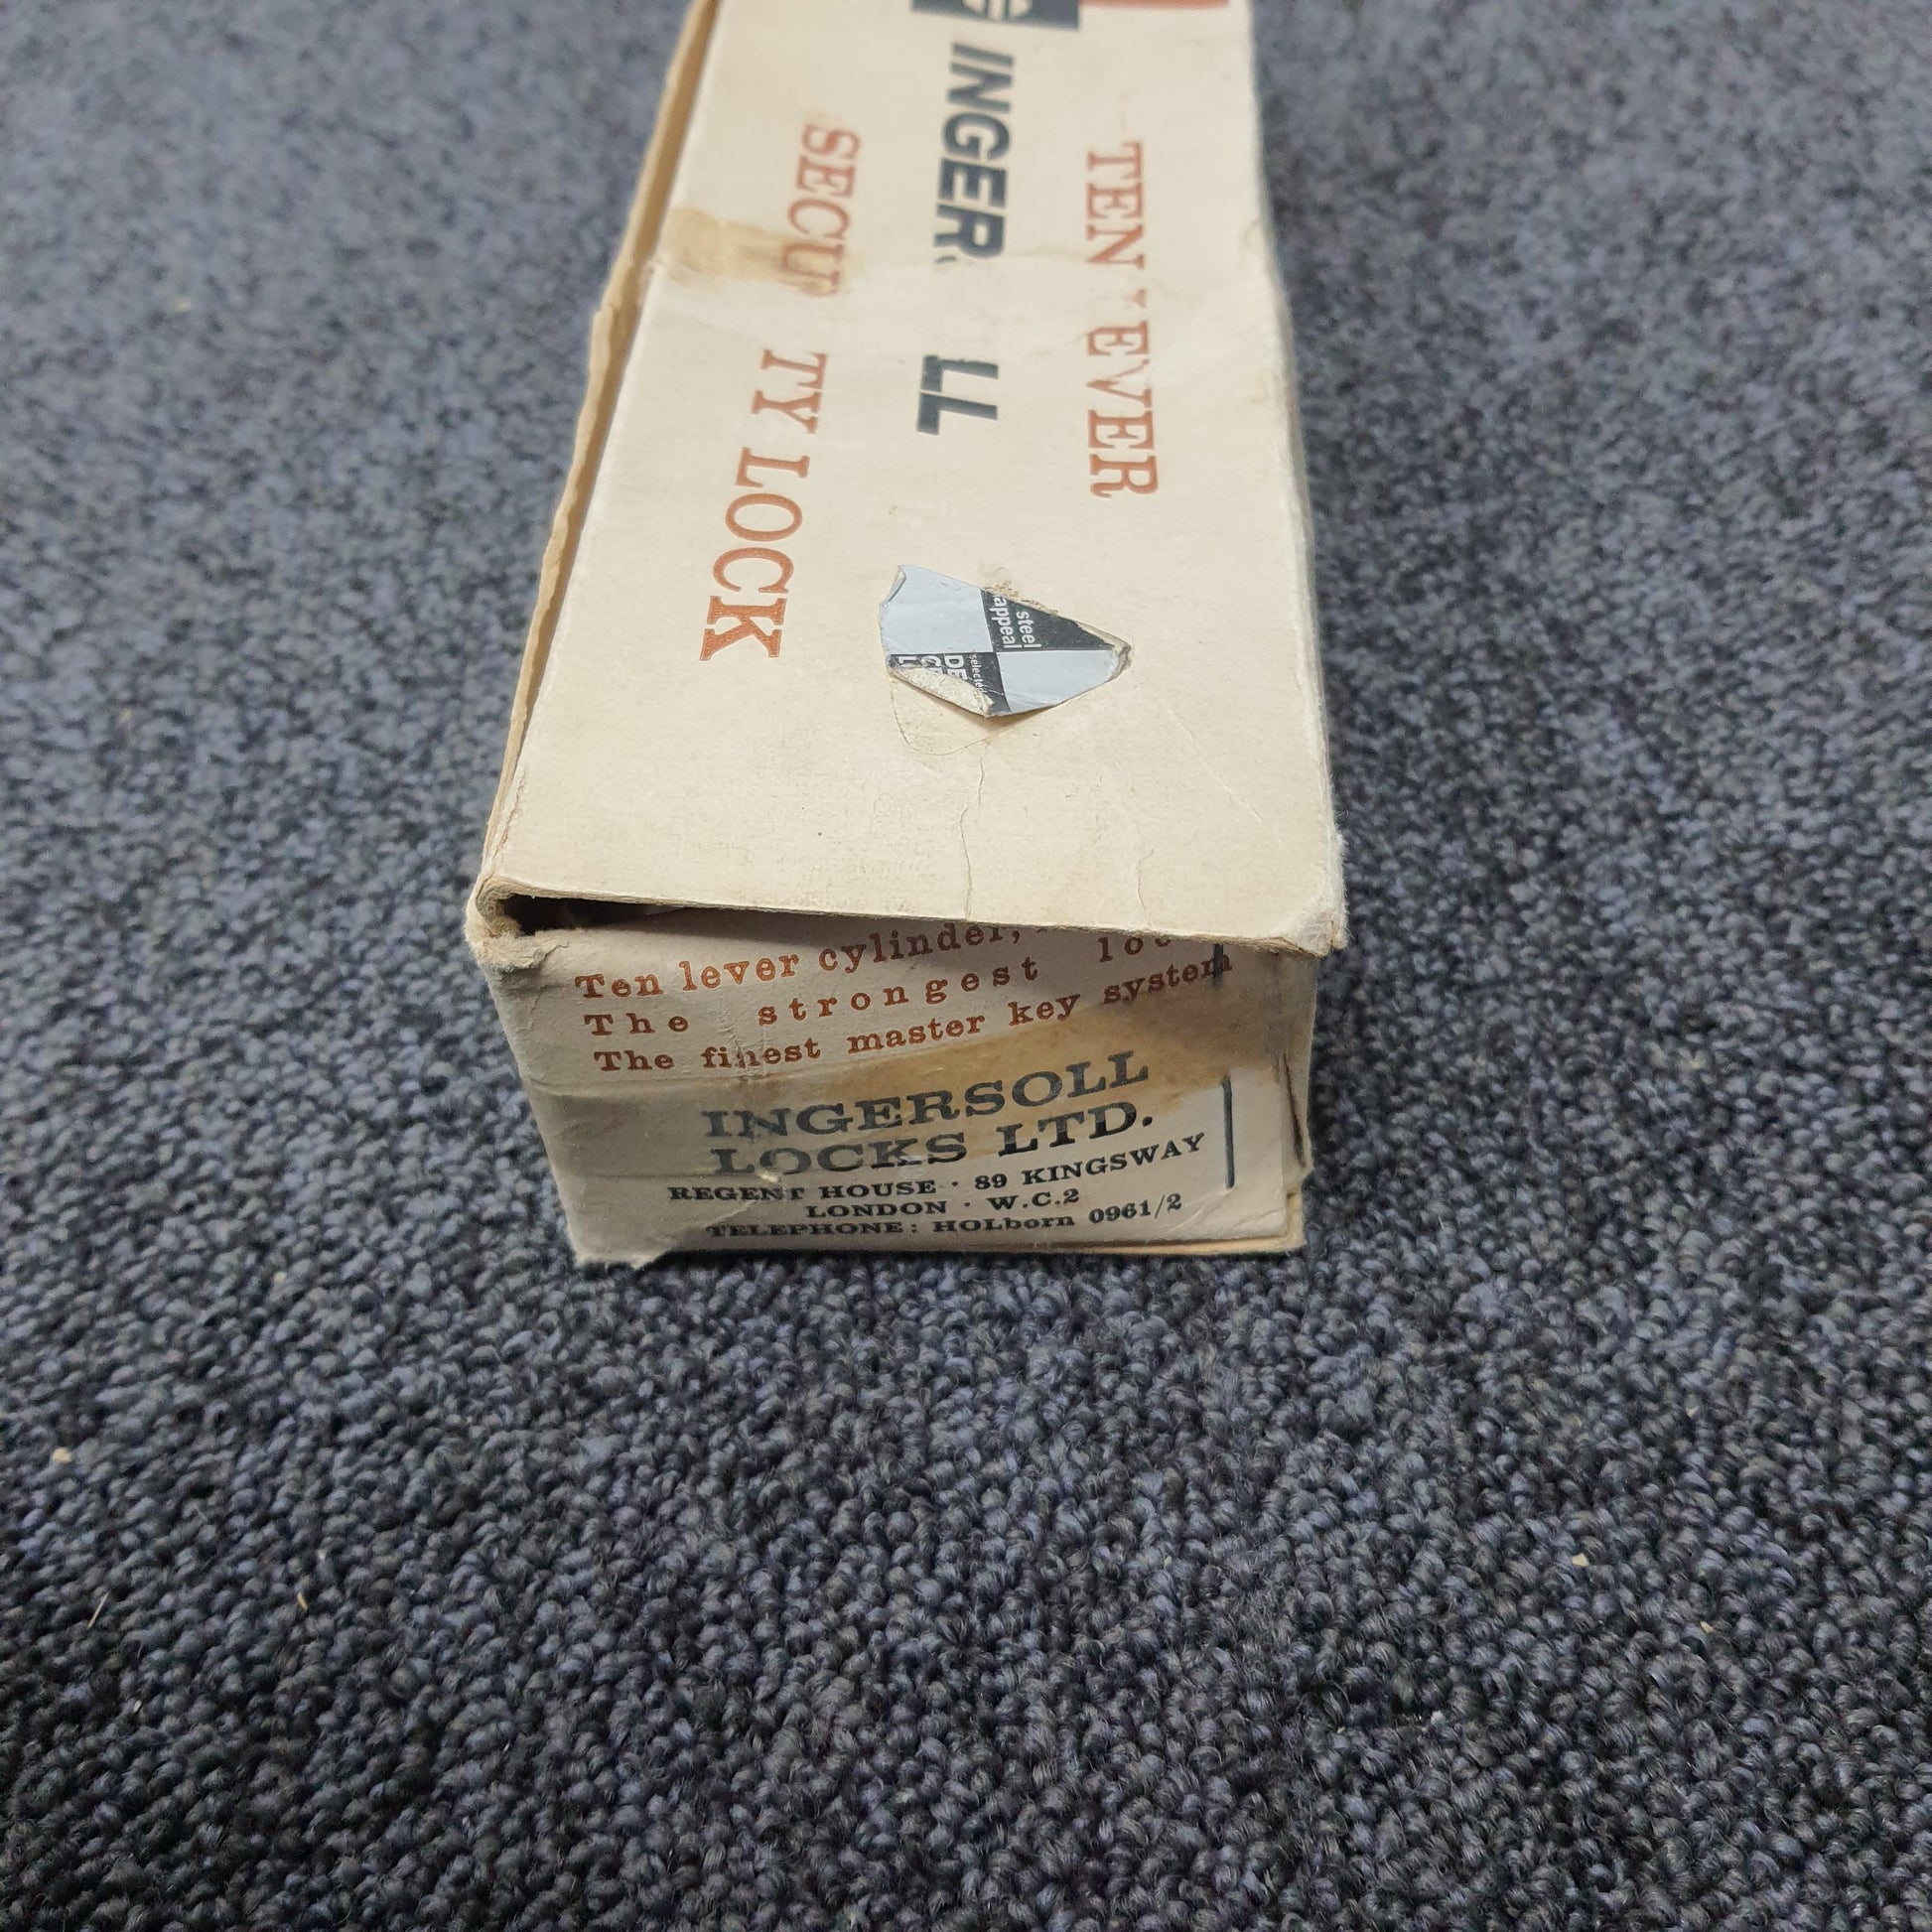 TEN EVER
INGER LL
SECU TY LOCK
steel
appeal
selected
Ten lever cylinder,
The strongest
The finest master key system
INGERSOLL
LOCKS LTD.
REGENT HOUSE · 89 KINGSWAY
LONDON · W.C.2
TELEPHONE: HOLborn 0961/2